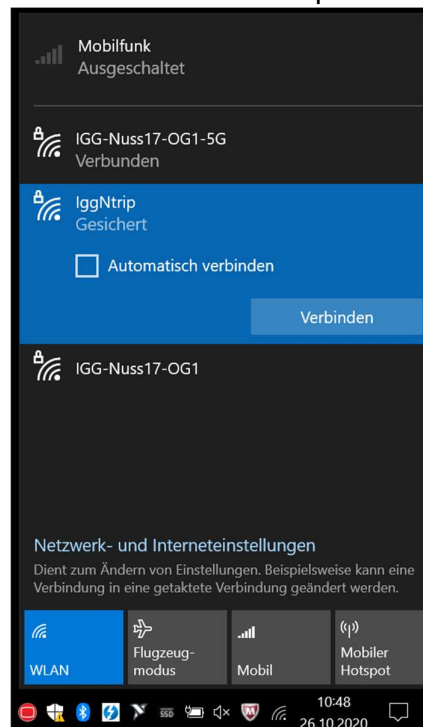 Mobilfunk
Ausgeschaltet
IGG-Nuss17-OG1-5G
Verbunden
IggNtrip
Gesichert
Automatisch verbinden
Verbinden
IGG-Nuss17-OG1
Netzwerk- und Interneteinstellungen
Dient zum Ändern von Einstellungen. Beispielsweise kann eine
Verbindung in eine getaktete Verbindung geändert werden.
WLAN
Flugzeug-
modus
Mobil
Mobiler
Hotspot
SSD
10:48
26.10.2020